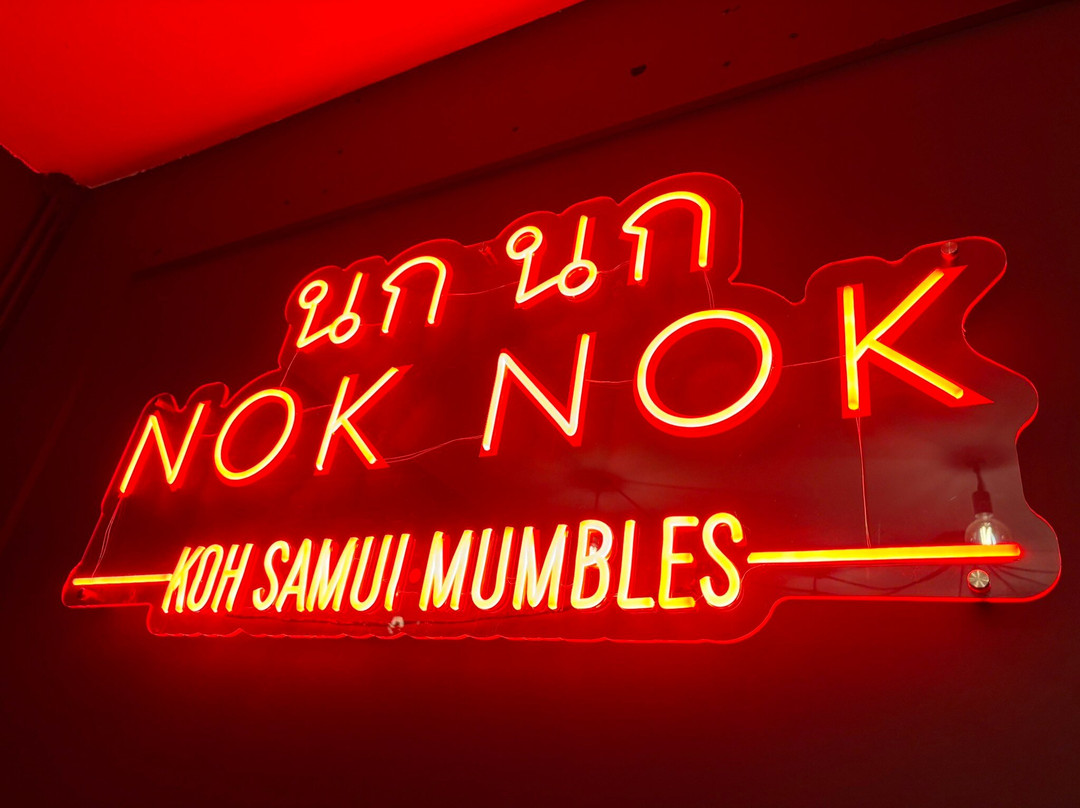 นก นก
NOK NOK
KOH SAMUI MUMBLES